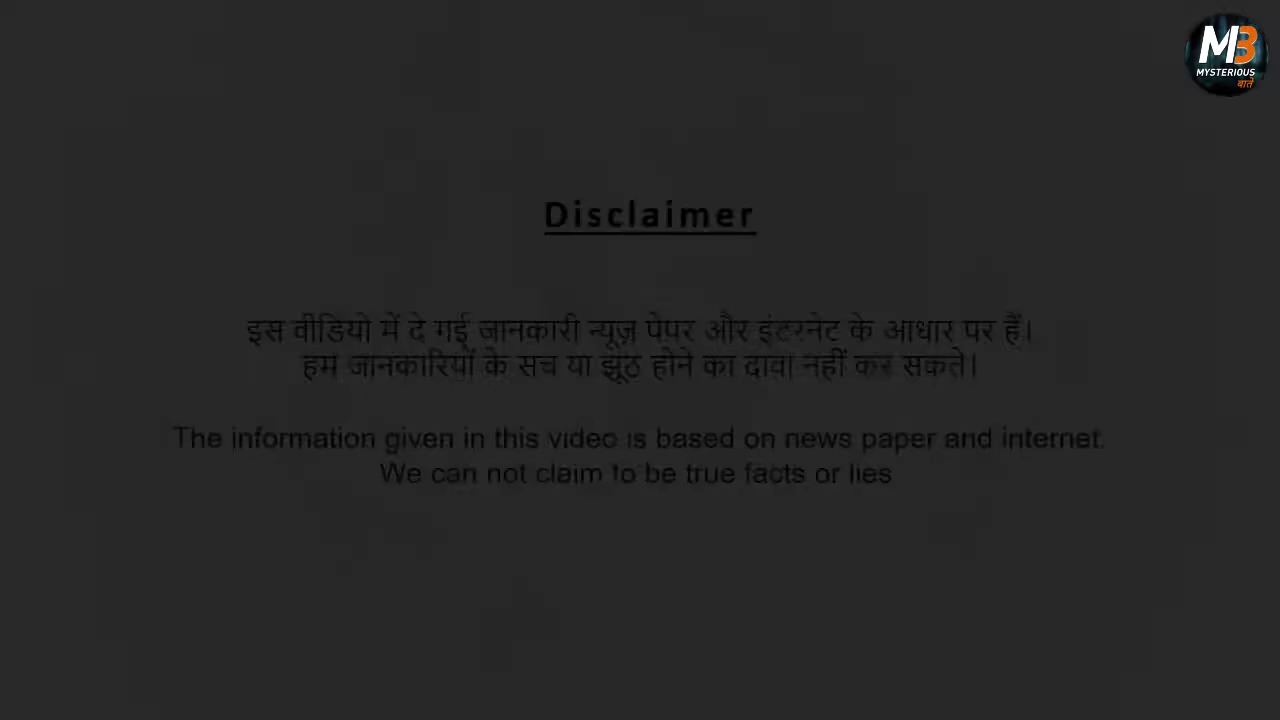 MB
MYSTERIOUS
बातें
Disclaimer
इस वीडियो में दे गई जानकारी न्यूज़ पेपर और इंटरनेट के आधार पर हैं।
हम जानकारियों के सच या झूठ होने का दावा नहीं कर सकते।
The information given in this video is based on news paper and internet.
We can not claim to be true facts or lies